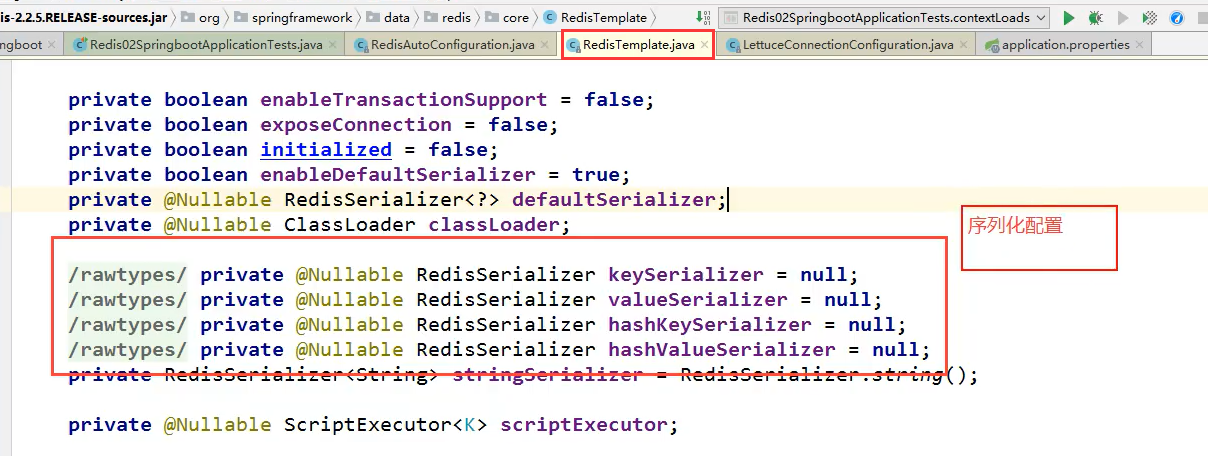 is-2.2.5.RELEASE-sources.jar org springframework data redis core RedisTemplate Redis02SpringbootApplicationTests.contextLoads
ngboot Redis02SpringbootApplicationTests.java RedisAutoConfiguration.java RedisTemplate.java LettuceConnectionConfiguration.java application.properties
private boolean enableTransactionSupport = false;
private boolean exposeConnection = false;
private boolean initialized = false;
private boolean enableDefaultSerializer = true;
private @Nullable RedisSerializer<?> defaultSerializer;
private @Nullable ClassLoader classLoader;
序列化配置
/rawtypes/ private @Nullable RedisSerializer keySerializer = null;
/rawtypes/ private @Nullable RedisSerializer valueSerializer = null;
/rawtypes/ private @Nullable RedisSerializer hashKeySerializer = null;
/rawtypes/ private @Nullable RedisSerializer hashValueSerializer = null;
private RedisSerializer<String> stringSerializer = RedisSerializer.string();
private @Nullable ScriptExecutor<K> scriptExecutor;